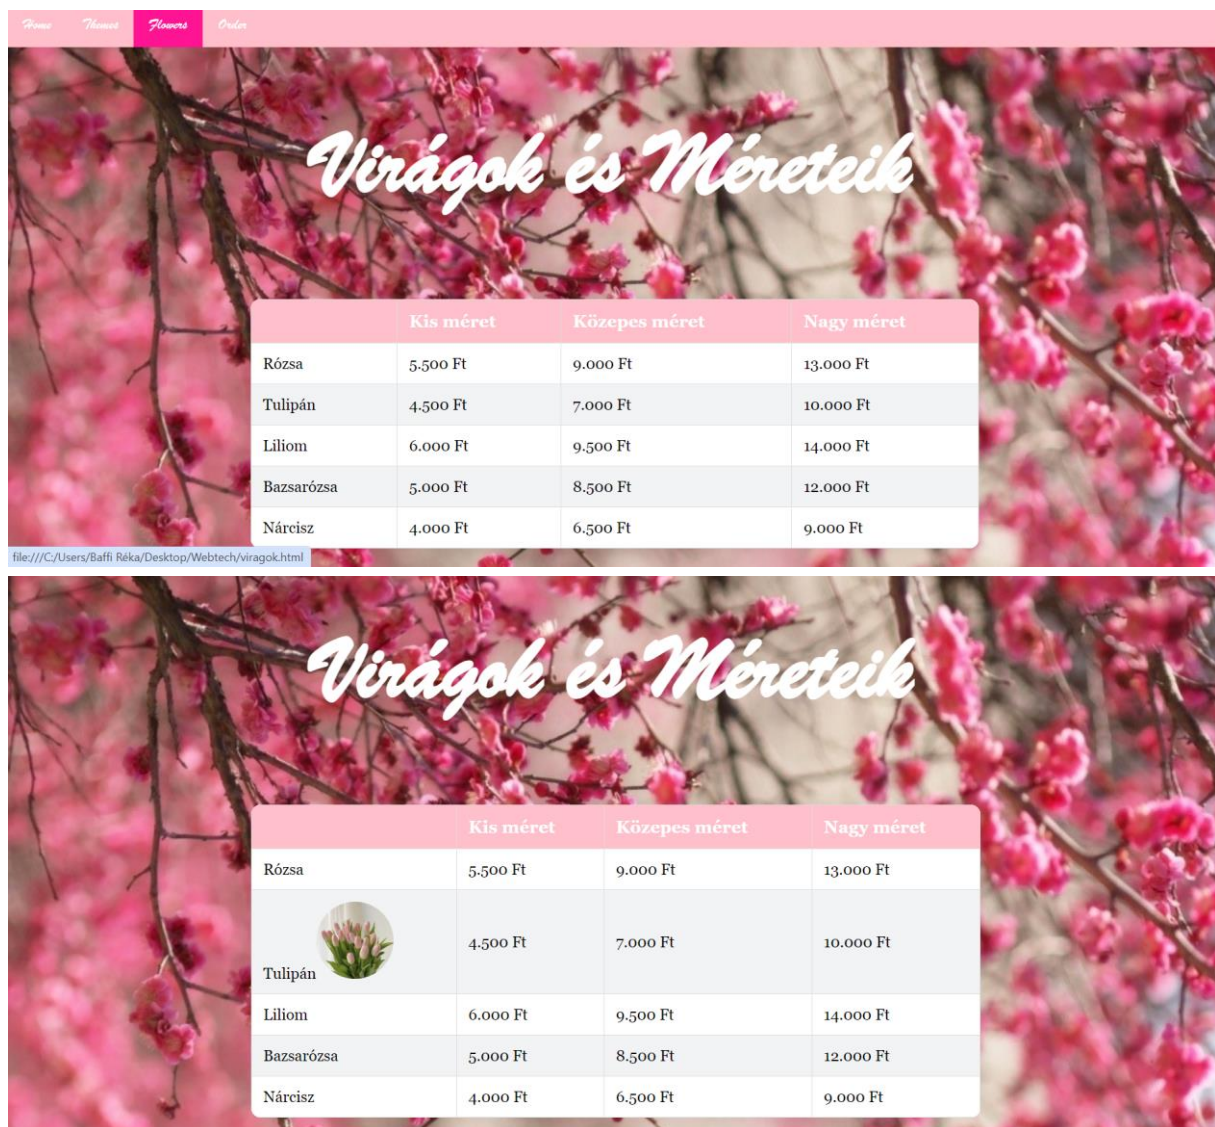 Home Themes Flowers Order
Virágok és Méreteik
Kis méret Közepes méret Nagy méret
Rózsa 5.500 Ft 9.000 Ft 13.000 Ft
Tulipán 4.500 Ft 7.000 Ft 10.000 Ft
Liliom 6.000 Ft 9.500 Ft 14.000 Ft
Bazsarózsa 5.000 Ft 8.500 Ft 12.000 Ft
Nárcisz 4.000 Ft 6.500 Ft 9.000 Ft
file:///C:/Users/Baffi Réka/Desktop/Webtech/viragok.html
Virágok és Méreteik
Kis méret Közepes méret Nagy méret
Rózsa 5.500 Ft 9.000 Ft 13.000 Ft
Tulipán 4.500 Ft 7.000 Ft 10.000 Ft
Liliom 6.000 Ft 9.500 Ft 14.000 Ft
Bazsarózsa 5.000 Ft 8.500 Ft 12.000 Ft
Nárcisz 4.000 Ft 6.500 Ft 9.000 Ft